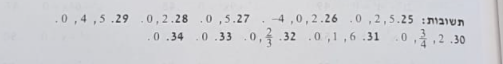 תשובות: 25. 5, 2, 0. 26. 2, 0, -4. 27. 5, 0. 28. 2, 0. 29. 5, 4, 0.
30. 2, 3/4, 0. 31. 6, 1, 0. 32. 2/3, 0. 33. 0. 34. 0.